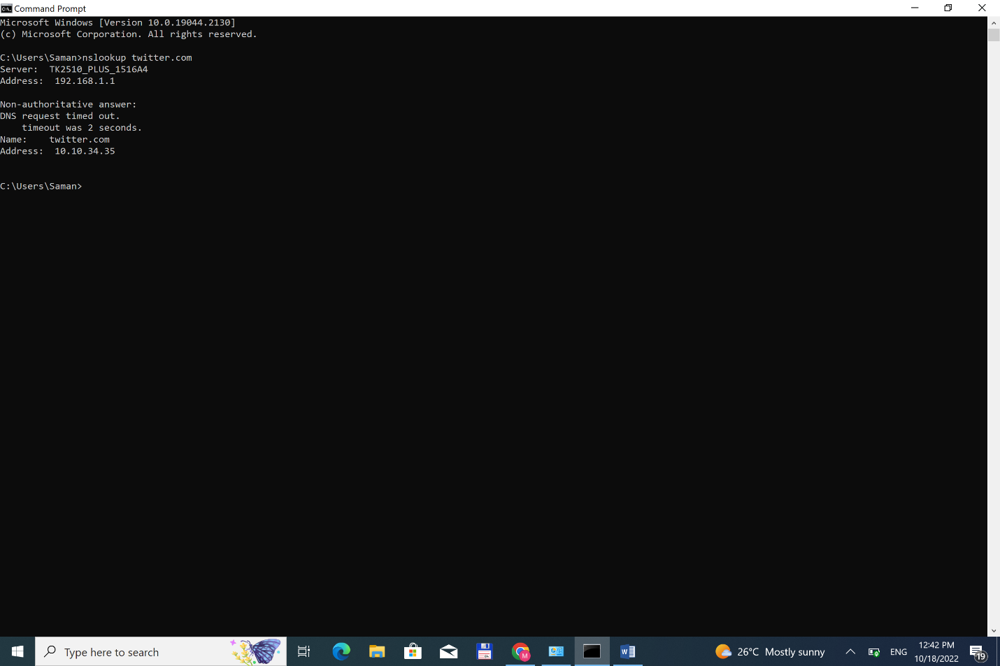 Command Prompt
Microsoft Windows [Version 10.0.19044.2130]
(c) Microsoft Corporation. All rights reserved.
C:\Users\Saman>nslookup twitter.com
Server:  TK2510_PLUS_1516A4
Address:  192.168.1.1
Non-authoritative answer:
DNS request timed out.
    timeout was 2 seconds.
Name:    twitter.com
Address:  10.10.34.35
C:\Users\Saman>
Type here to search
M
W
26°C Mostly sunny
ENG
12:42 PM
10/18/2022
19